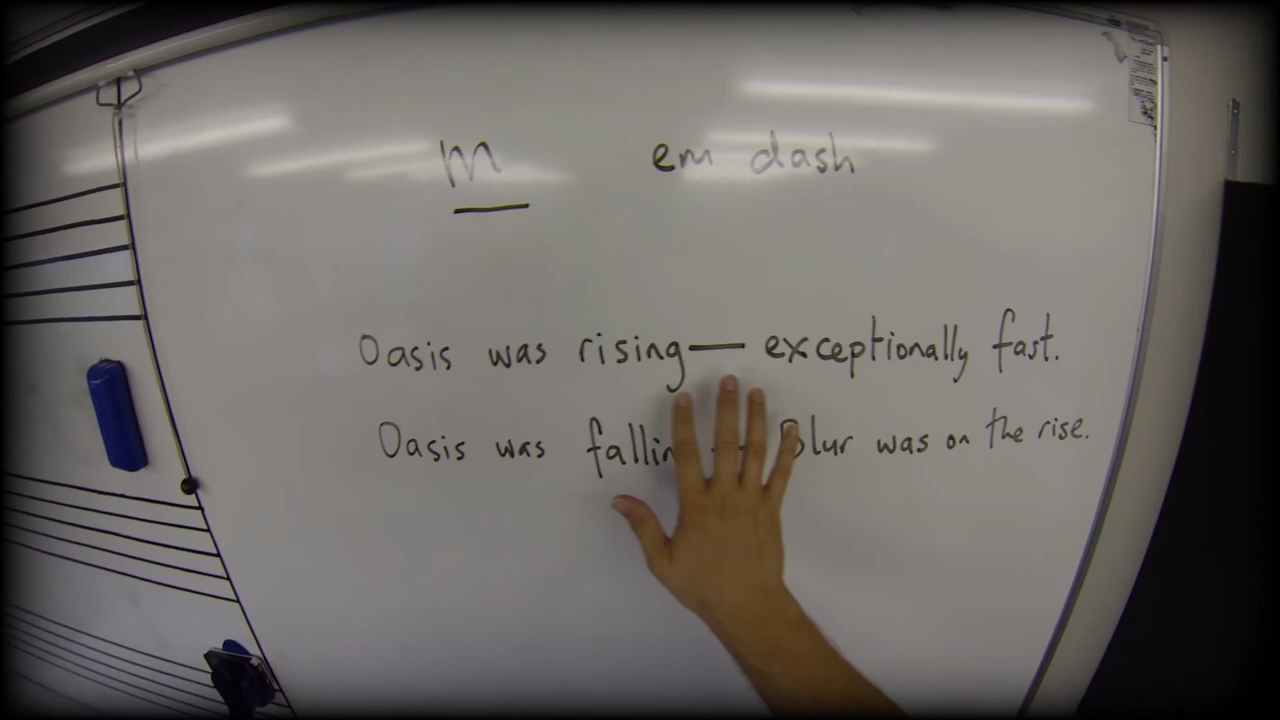 m em dash
Oasis was rising— exceptionally fast.
Oasis was — Blur was on the rise.